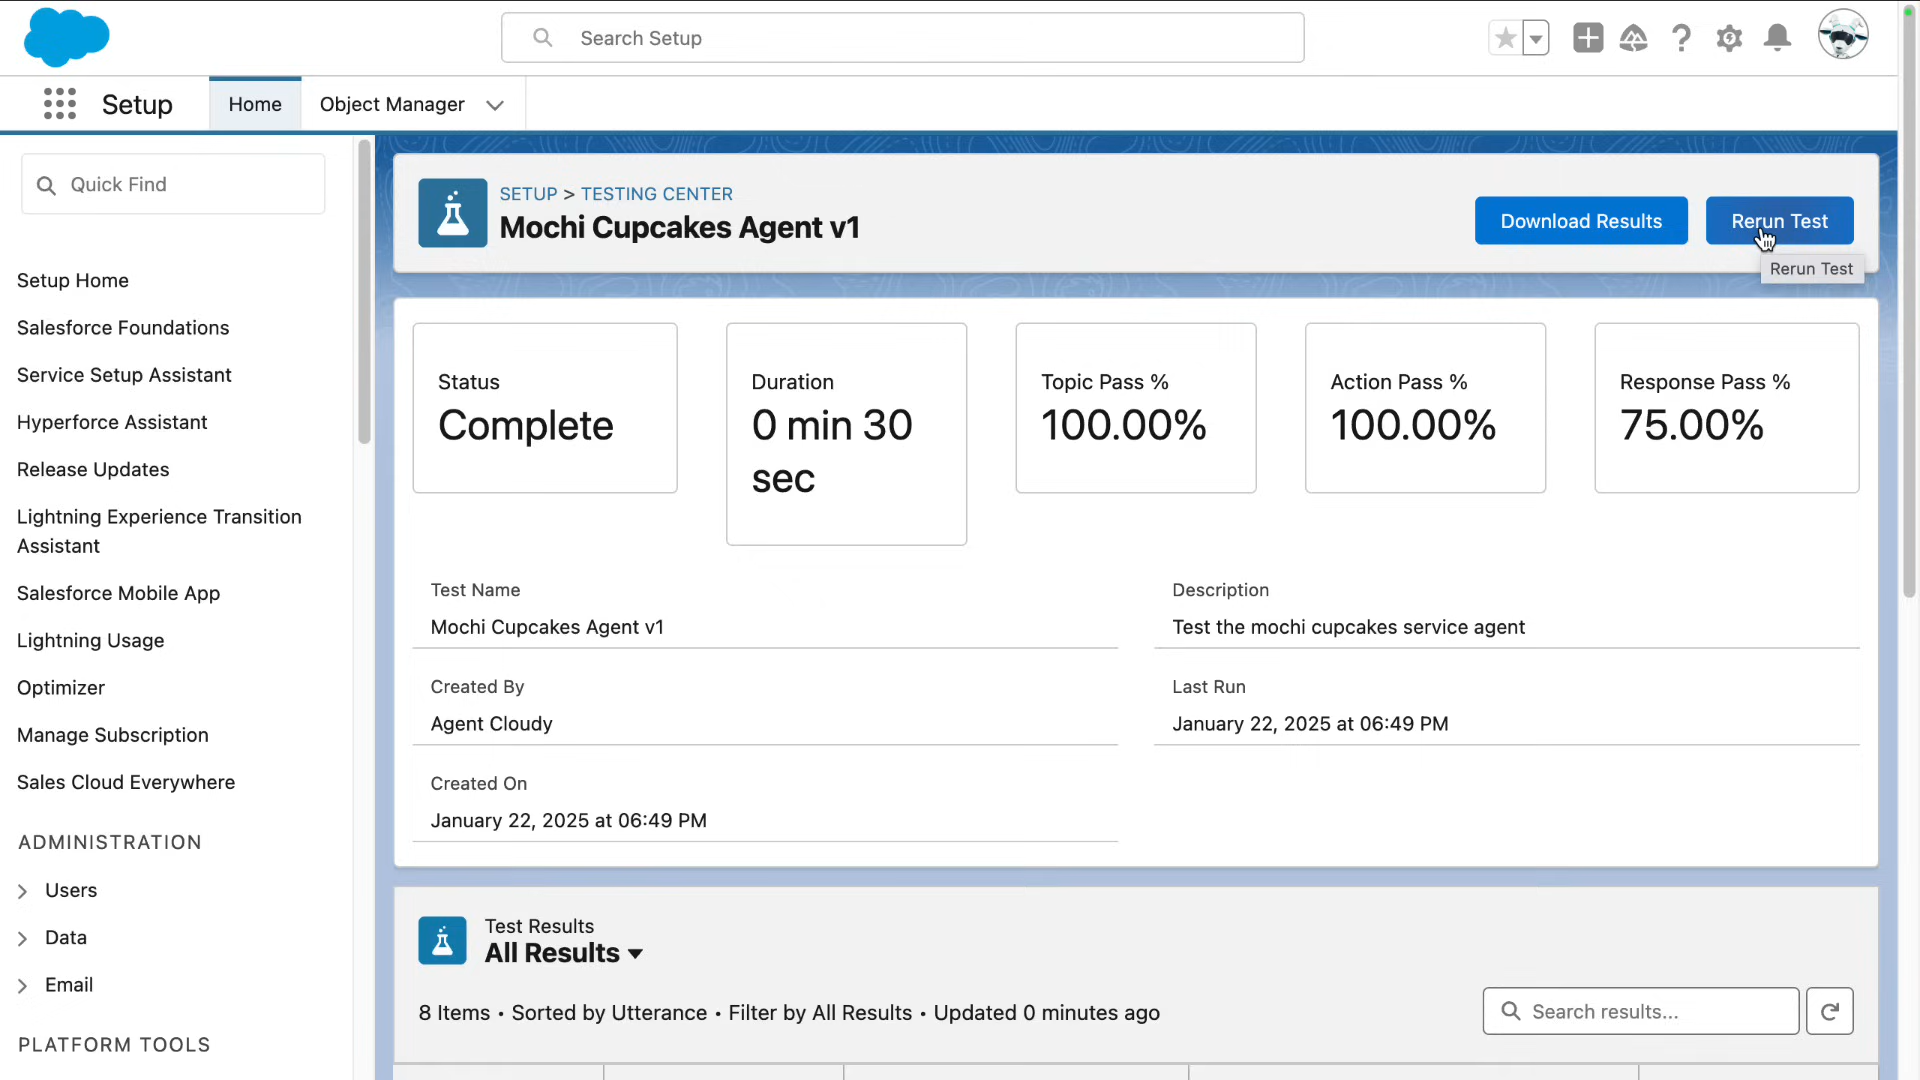 Search Setup
Setup
Home
Object Manager
Quick Find
Setup Home
Salesforce Foundations
Service Setup Assistant
Hyperforce Assistant
Release Updates
Lightning Experience Transition
Assistant
Salesforce Mobile App
Lightning Usage
Optimizer
Manage Subscription
Sales Cloud Everywhere
ADMINISTRATION
Users
Data
Email
PLATFORM TOOLS
SETUP > TESTING CENTER
Mochi Cupcakes Agent v1
Download Results
Rerun Test
Rerun Test
Status
Complete
Duration
0 min 30
sec
Topic Pass %
100.00%
Action Pass %
100.00%
Response Pass %
75.00%
Test Name
Mochi Cupcakes Agent v1
Description
Test the mochi cupcakes service agent
Created By
Agent Cloudy
Last Run
January 22, 2025 at 06:49 PM
Created On
January 22, 2025 at 06:49 PM
Test Results
All Results
8 Items • Sorted by Utterance • Filter by All Results • Updated 0 minutes ago
Search results...